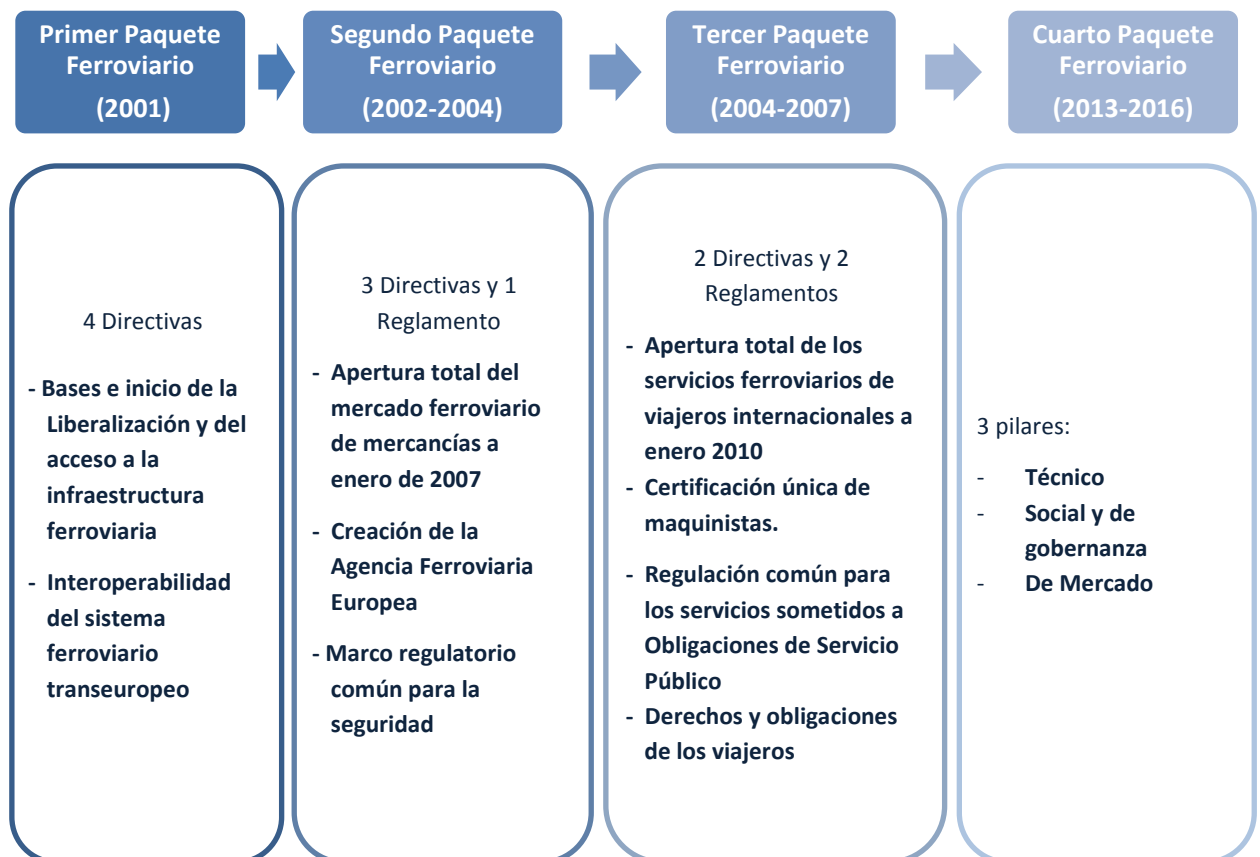 Primer Paquete
Ferroviario
(2001)
Segundo Paquete
Ferroviario
(2002-2004)
Tercer Paquete
Ferroviario
(2004-2007)
Cuarto Paquete
Ferroviario
(2013-2016)
4 Directivas
- Bases e inicio de la
Liberalización y del
acceso a la
infraestructura
ferroviaria
- Interoperabilidad
del sistema
ferroviario
transeuropeo
3 Directivas y 1
Reglamento
- Apertura total del
mercado ferroviario
de mercancías a
enero de 2007
- Creación de la
Agencia Ferroviaria
Europea
- Marco regulatorio
común para la
seguridad
2 Directivas y 2
Reglamentos
- Apertura total de los
servicios ferroviarios de
viajeros internacionales a
enero 2010
- Certificación única de
maquinistas.
- Regulación común para
los servicios sometidos a
Obligaciones de Servicio
Público
- Derechos y obligaciones
de los viajeros
3 pilares:
- Técnico
- Social y de
gobernanza
- De Mercado